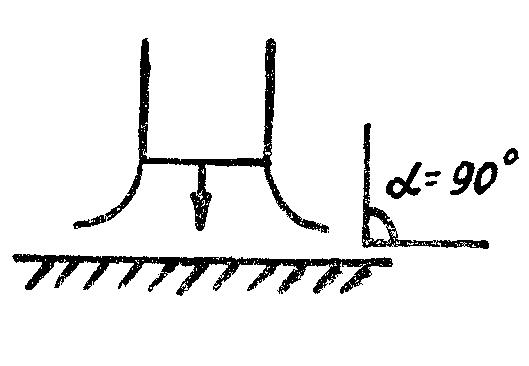 α = 90°